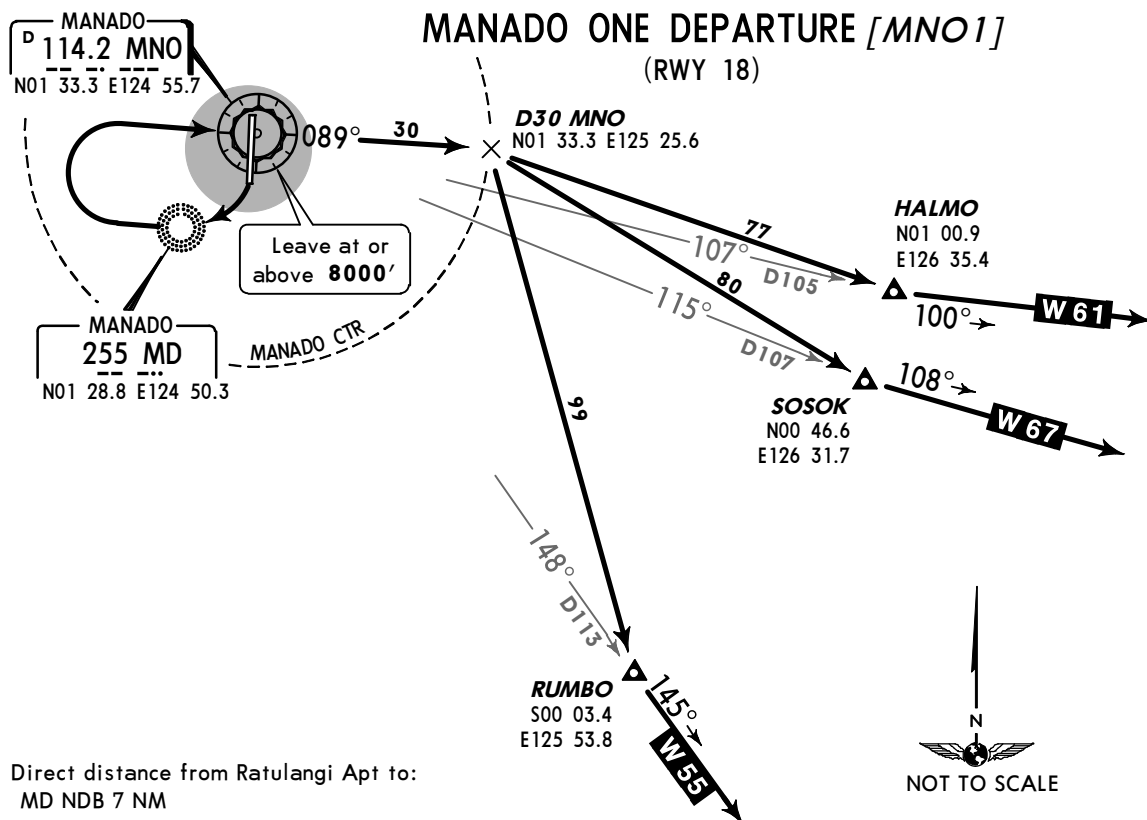 MANADO ONE DEPARTURE [MNO1]
(RWY 18)
MANADO
D 114.2 MNO
N01 33.3 E124 55.7
089°
30
D30 MNO
N01 33.3 E125 25.6
Leave at or
above 8000'
MANADO
255 MD
N01 28.8 E124 50.3
MANADO CTR
77
107°
D105
HALMO
N01 00.9
E126 35.4
100°
W 61
80
115°
D107
SOSOK
N00 46.6
E126 31.7
108°
W 67
99
148°
D113
RUMBO
S00 03.4
E125 53.8
145°
W 55
N
NOT TO SCALE
Direct distance from Ratulangi Apt to:
MD NDB 7 NM